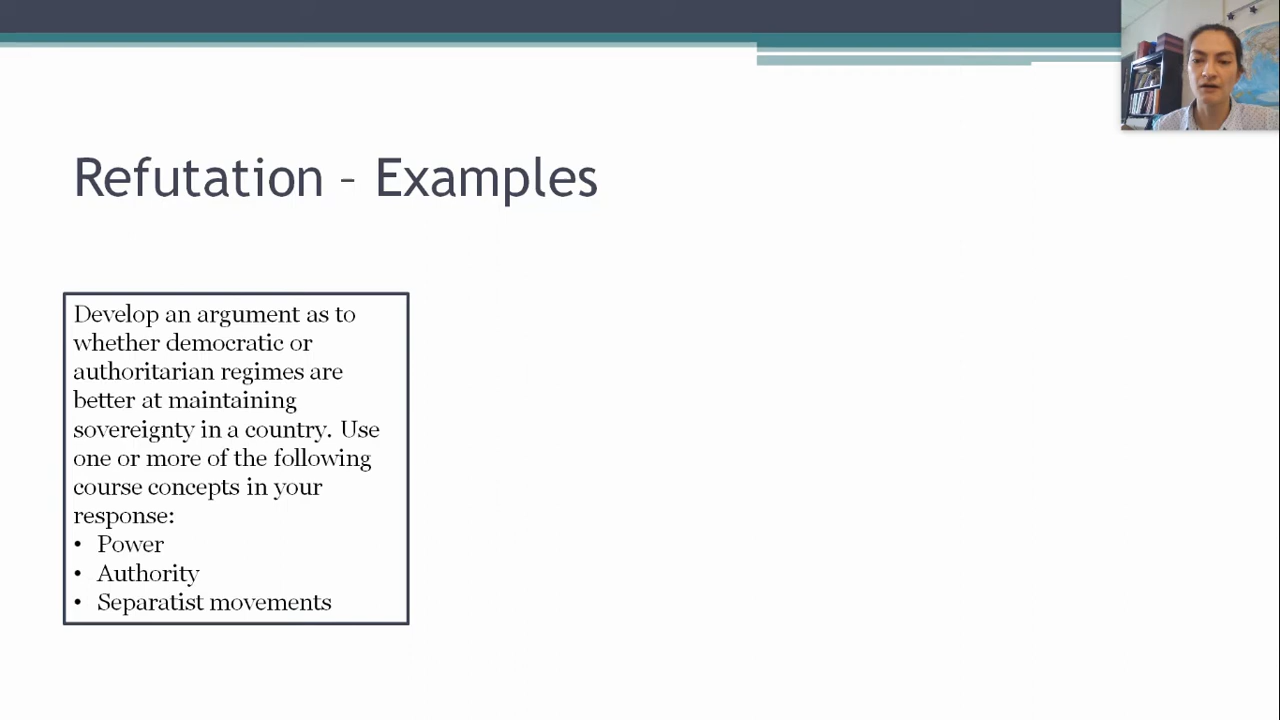 Refutation – Examples
Develop an argument as to
whether democratic or
authoritarian regimes are
better at maintaining
sovereignty in a country. Use
one or more of the following
course concepts in your
response:
• Power
• Authority
• Separatist movements